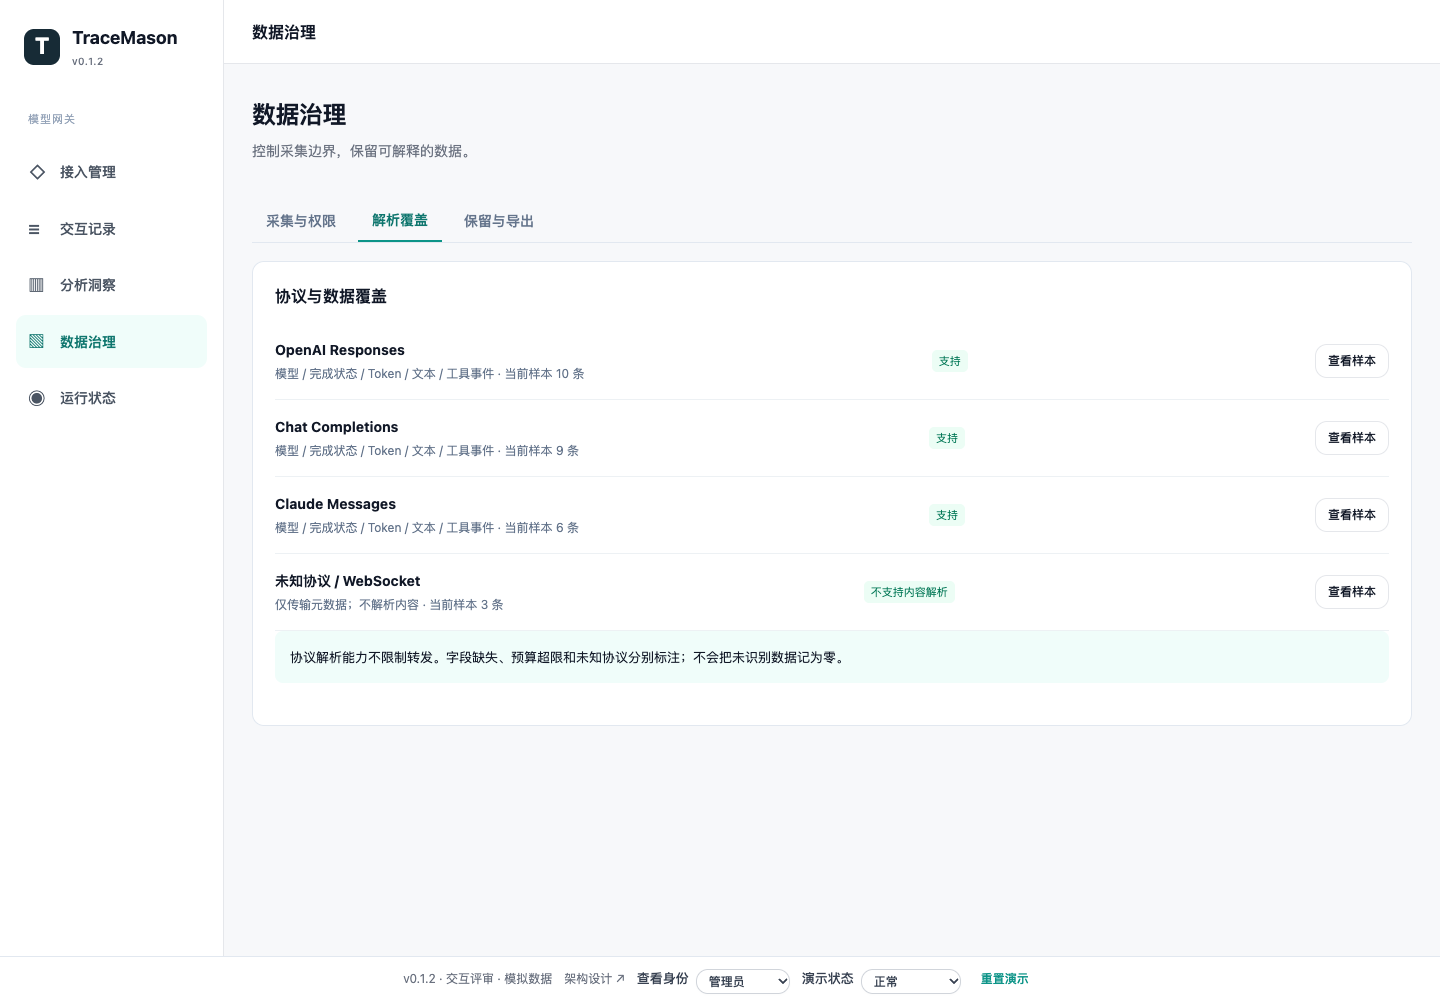 T
TraceMason
v0.1.2
模型网关
接入管理
交互记录
分析洞察
数据治理
运行状态
数据治理
数据治理
控制采集边界，保留可解释的数据。
采集与权限
解析覆盖
保留与导出
协议与数据覆盖
OpenAI Responses
模型 / 完成状态 / Token / 文本 / 工具事件 · 当前样本 10 条
支持
查看样本
Chat Completions
模型 / 完成状态 / Token / 文本 / 工具事件 · 当前样本 9 条
支持
查看样本
Claude Messages
模型 / 完成状态 / Token / 文本 / 工具事件 · 当前样本 6 条
支持
查看样本
未知协议 / WebSocket
仅传输元数据；不解析内容 · 当前样本 3 条
不支持内容解析
查看样本
协议解析能力不限制转发。字段缺失、预算超限和未知协议分别标注；不会把未识别数据记为零。
v0.1.2 · 交互评审 · 模拟数据 架构设计 ↗ 查看身份 管理员 演示状态 正常 重置演示